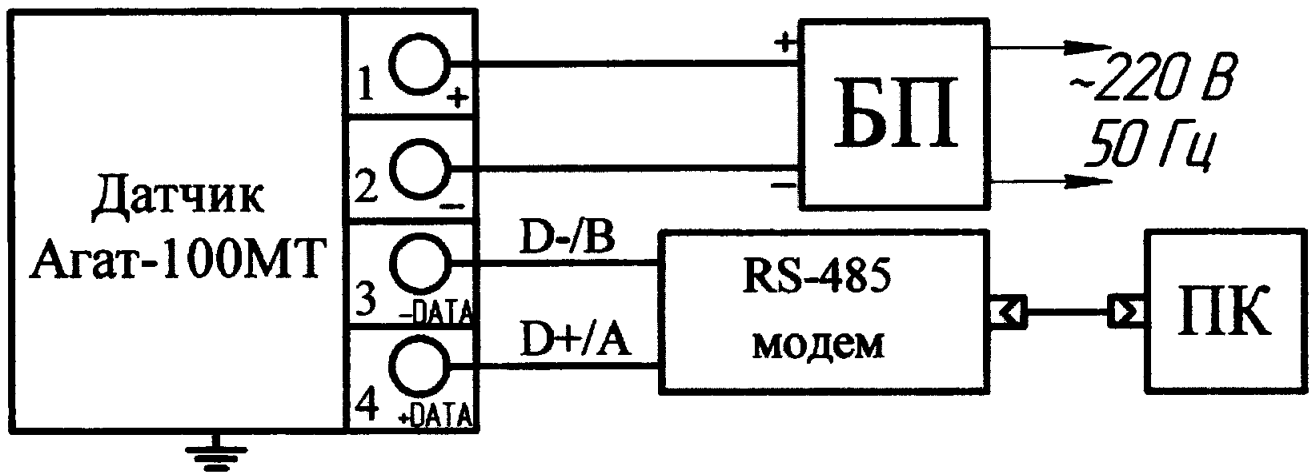 Датчик
Агат-100МТ
1
+
2
–
3
–DATA
4
+DATA
+
–
БП
~220 В
50 Гц
D-/B
D+/A
RS-485
модем
ПК